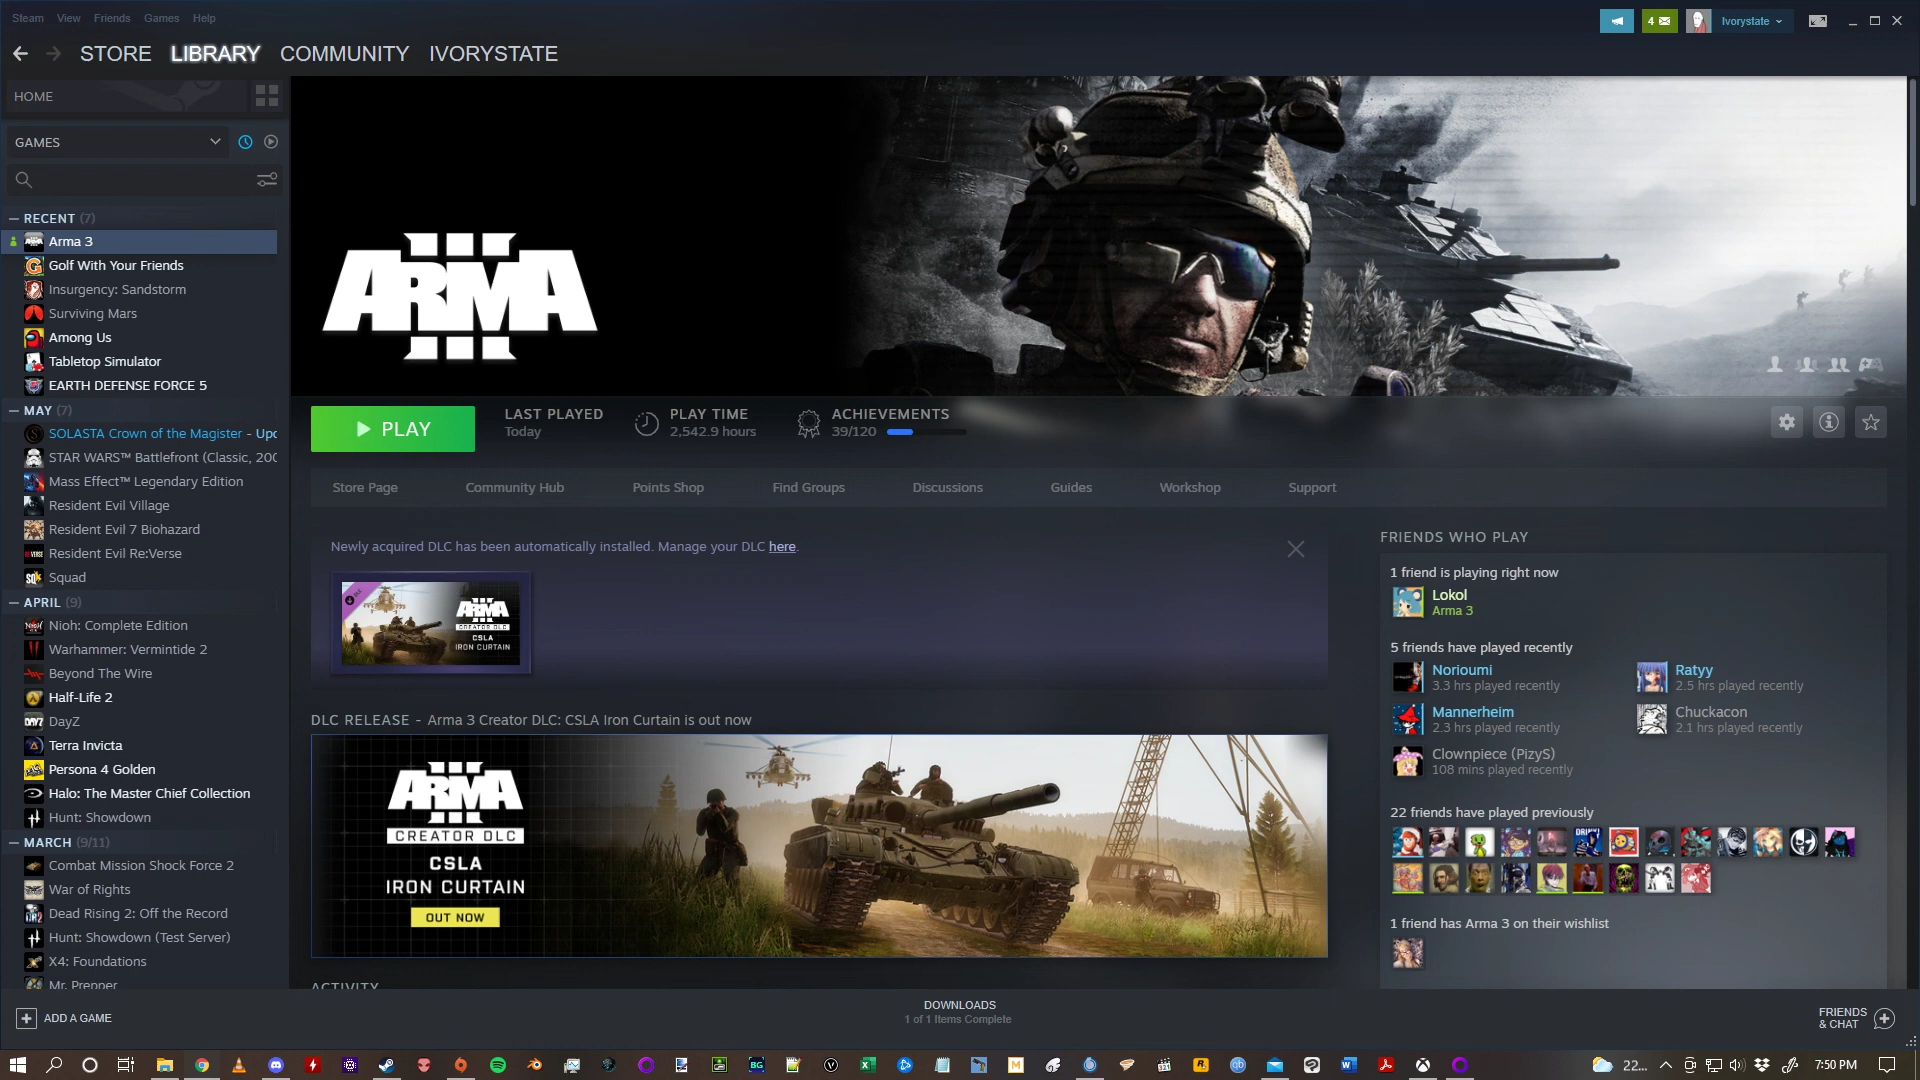 Steam View Friends Games Help
4
Ivorystate
STORE LIBRARY COMMUNITY IVORYSTATE
HOME
GAMES
RECENT (7)
Arma 3
Golf With Your Friends
Insurgency: Sandstorm
Surviving Mars
Among Us
Tabletop Simulator
EARTH DEFENSE FORCE 5
MAY (7)
SOLASTA Crown of the Magister - Upd
STAR WARS™ Battlefront (Classic, 200
Mass Effect™ Legendary Edition
Resident Evil Village
Resident Evil 7 Biohazard
Resident Evil Re:Verse
Squad
APRIL (9)
Nioh: Complete Edition
Warhammer: Vermintide 2
Beyond The Wire
Half-Life 2
DayZ
Terra Invicta
Persona 4 Golden
Halo: The Master Chief Collection
Hunt: Showdown
MARCH (9/11)
Combat Mission Shock Force 2
War of Rights
Dead Rising 2: Off the Record
Hunt: Showdown (Test Server)
X4: Foundations
Mr. Prepper
ADD A GAME
ARMA III
PLAY
LAST PLAYED
Today
PLAY TIME
2,542.9 hours
ACHIEVEMENTS
39/120
Store Page Community Hub Points Shop Find Groups Discussions Guides Workshop Support
Newly acquired DLC has been automatically installed. Manage your DLC here.
ARMA III
CREATOR DLC
CSLA
IRON CURTAIN
DLC RELEASE - Arma 3 Creator DLC: CSLA Iron Curtain is out now
ARMA III
CREATOR DLC
CSLA
IRON CURTAIN
OUT NOW
ACTIVITY
FRIENDS WHO PLAY
1 friend is playing right now
Lokol
Arma 3
5 friends have played recently
Norioumi
3.3 hrs played recently
Ratyy
2.5 hrs played recently
Mannerheim
2.3 hrs played recently
Chuckacon
2.1 hrs played recently
Clownpiece (PizyS)
108 mins played recently
22 friends have played previously
1 friend has Arma 3 on their wishlist
DOWNLOADS
1 of 1 Items Complete
FRIENDS
& CHAT
22...
7:50 PM